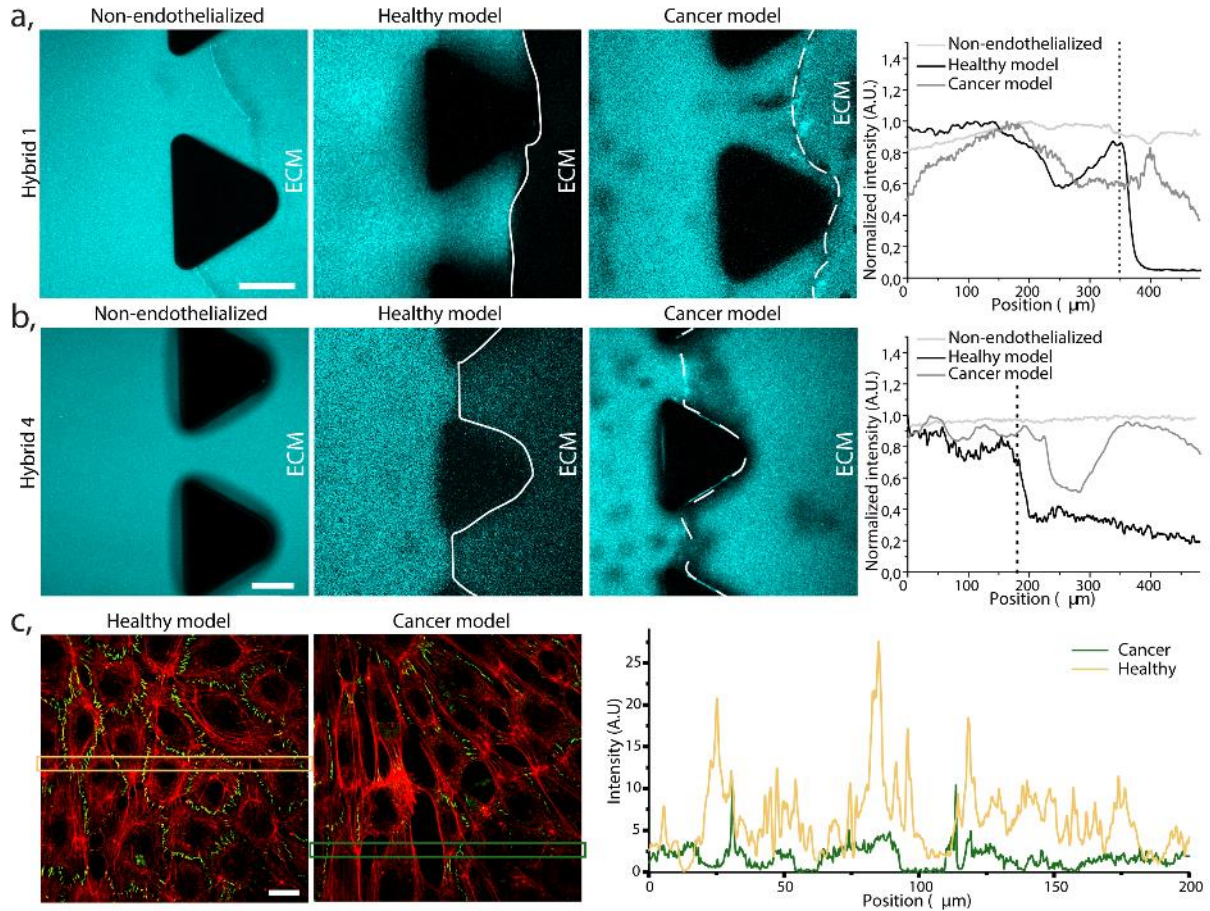 a,
Non-endothelialized
Healthy model
Cancer model
Hybrid 1
ECM
ECM
ECM
Non-endothelialized
Healthy model
Cancer model
Normalized intensity (A.U.)
1,4
1,2
1,0
0,8
0,6
0,4
0,2
0,0
0 100 200 300 400
Position ( µm)
b,
Non-endothelialized
Healthy model
Cancer model
Hybrid 4
ECM
ECM
ECM
Non-endothelialized
Healhy model
Cancer model
Normalized intensity (A.U.)
1,4
1,2
1,0
0,8
0,6
0,4
0,2
0,0
0 100 200 300 400
Position ( µm)
c,
Healthy model
Cancer model
Cancer
Healthy
Intensity (A.U)
25
20
15
10
5
0
0 50 100 150 200
Position ( µm)